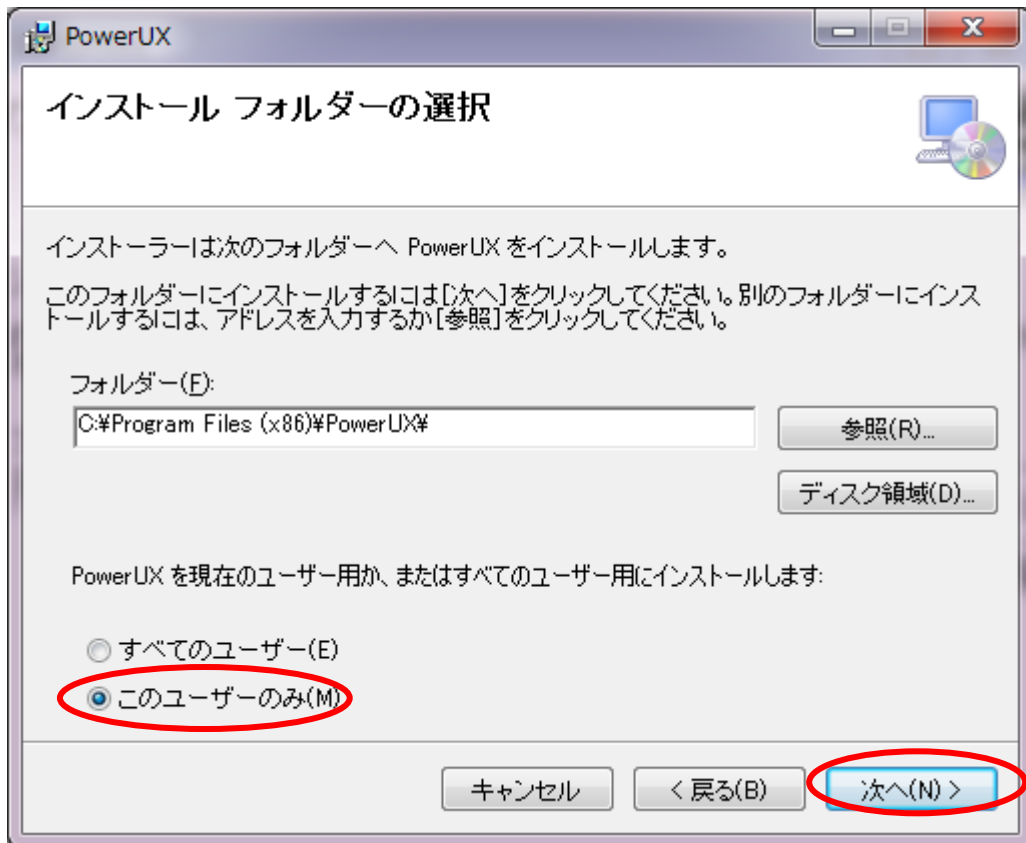 PowerUX
インストール フォルダーの選択
インストーラーは次のフォルダーへ PowerUX をインストールします。
このフォルダーにインストールするには[次へ]をクリックしてください。別のフォルダーにインス
トールするには、アドレスを入力するか[参照]をクリックしてください。
フォルダー(F):
C:¥Program Files (x86)¥PowerUX¥
参照(R)...
ディスク領域(D)...
PowerUX を現在のユーザー用か、またはすべてのユーザー用にインストールします:
すべてのユーザー(E)
このユーザーのみ(M)
キャンセル
< 戻る(B)
次へ(N) >